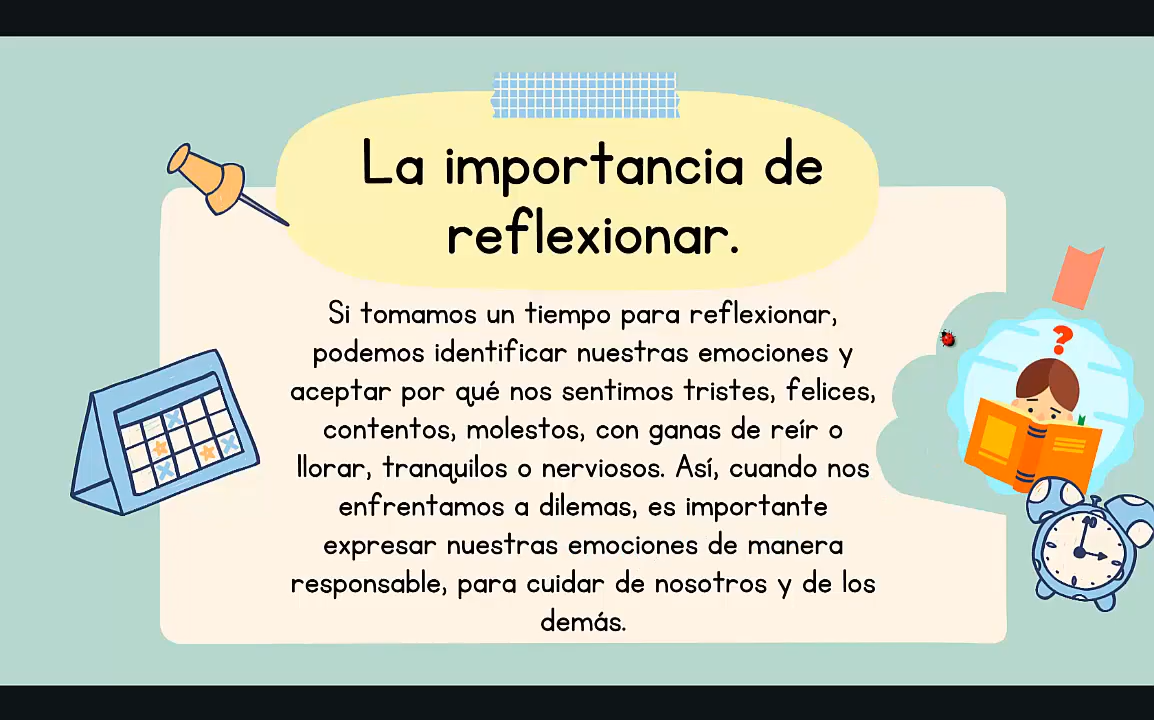 La importancia de
reflexionar.
Si tomamos un tiempo para reflexionar,
podemos identificar nuestras emociones y
aceptar por qué nos sentimos tristes, felices,
contentos, molestos, con ganas de reír o
llorar, tranquilos o nerviosos. Así, cuando nos
enfrentamos a dilemas, es importante
expresar nuestras emociones de manera
responsable, para cuidar de nosotros y de los
demás.
?